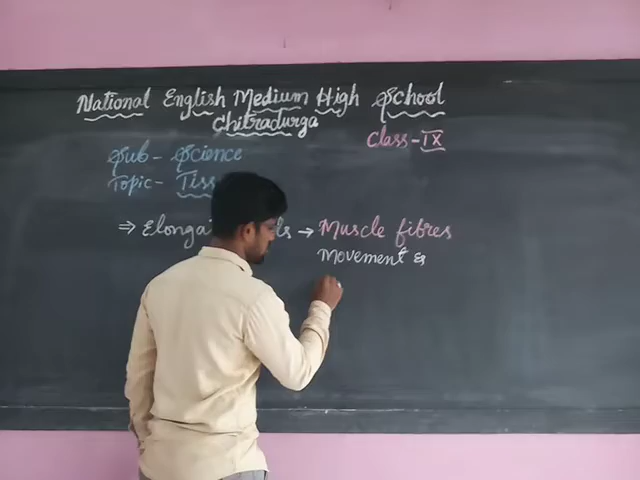 National English Medium High School
Chitradurga
Class - IX
Sub - Science
Topic - Tiss
⇒ Elonga ls → Muscle fibres
Movement &